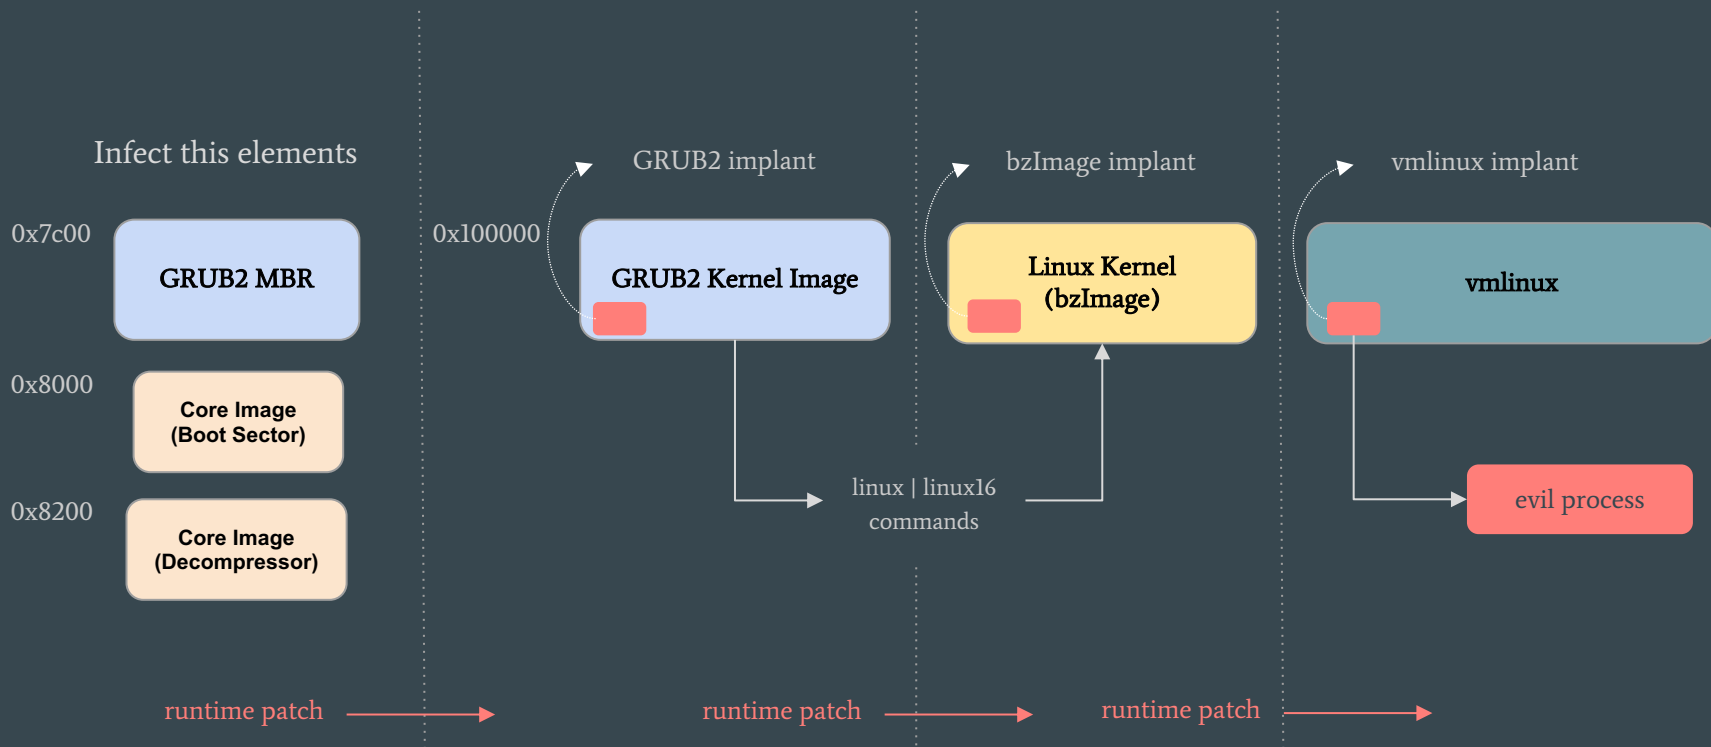 Infect this elements
0x7c00
GRUB2 MBR
0x8000
Core Image
(Boot Sector)
0x8200
Core Image
(Decompressor)
runtime patch
GRUB2 implant
0x100000
GRUB2 Kernel Image
linux | linux16
commands
runtime patch
bzImage implant
Linux Kernel
(bzImage)
runtime patch
vmlinux implant
vmlinux
evil process